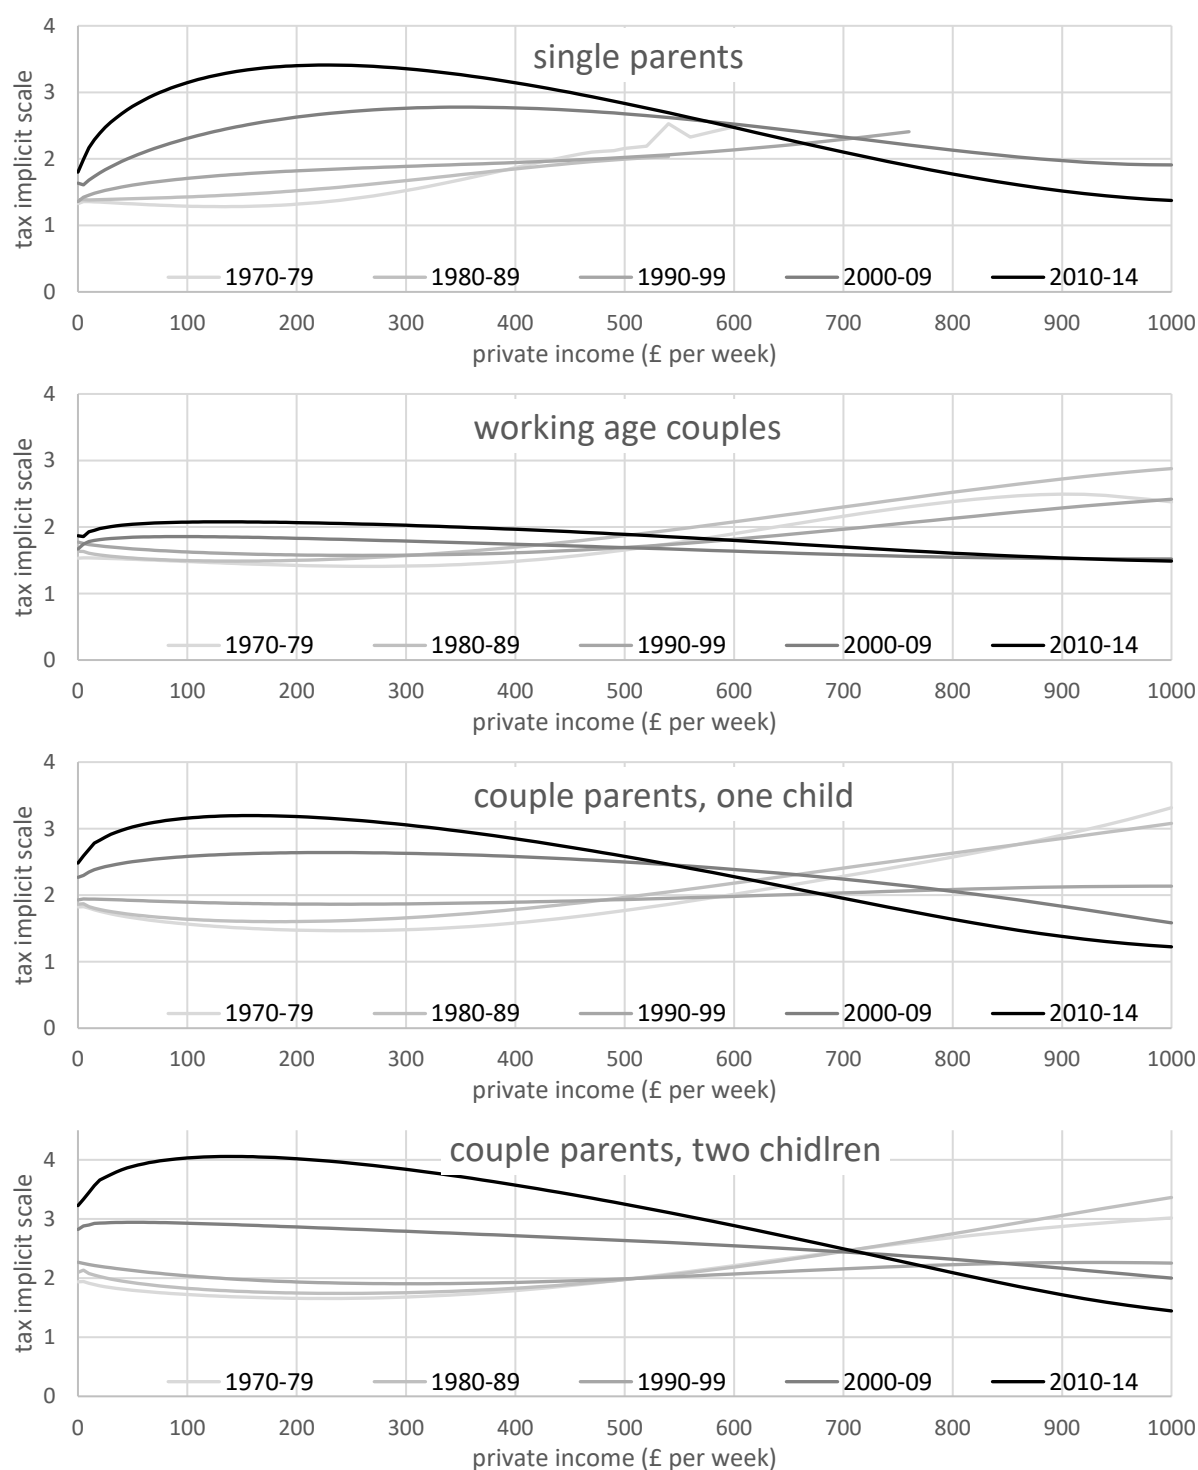 4
single parents
3
2
1
0
tax implicit scale
1970-79 1980-89 1990-99 2000-09 2010-14
0 100 200 300 400 500 600 700 800 900 1000
private income (£ per week)
4
working age couples
3
2
1
0
tax implicit scale
1970-79 1980-89 1990-99 2000-09 2010-14
0 100 200 300 400 500 600 700 800 900 1000
private income (£ per week)
4
couple parents, one child
3
2
1
0
tax implicit scale
1970-79 1980-89 1990-99 2000-09 2010-14
0 100 200 300 400 500 600 700 800 900 1000
private income (£ per week)
couple parents, two chidlren
4
3
2
1
0
tax implicit scale
1970-79 1980-89 1990-99 2000-09 2010-14
0 100 200 300 400 500 600 700 800 900 1000
private income (£ per week)